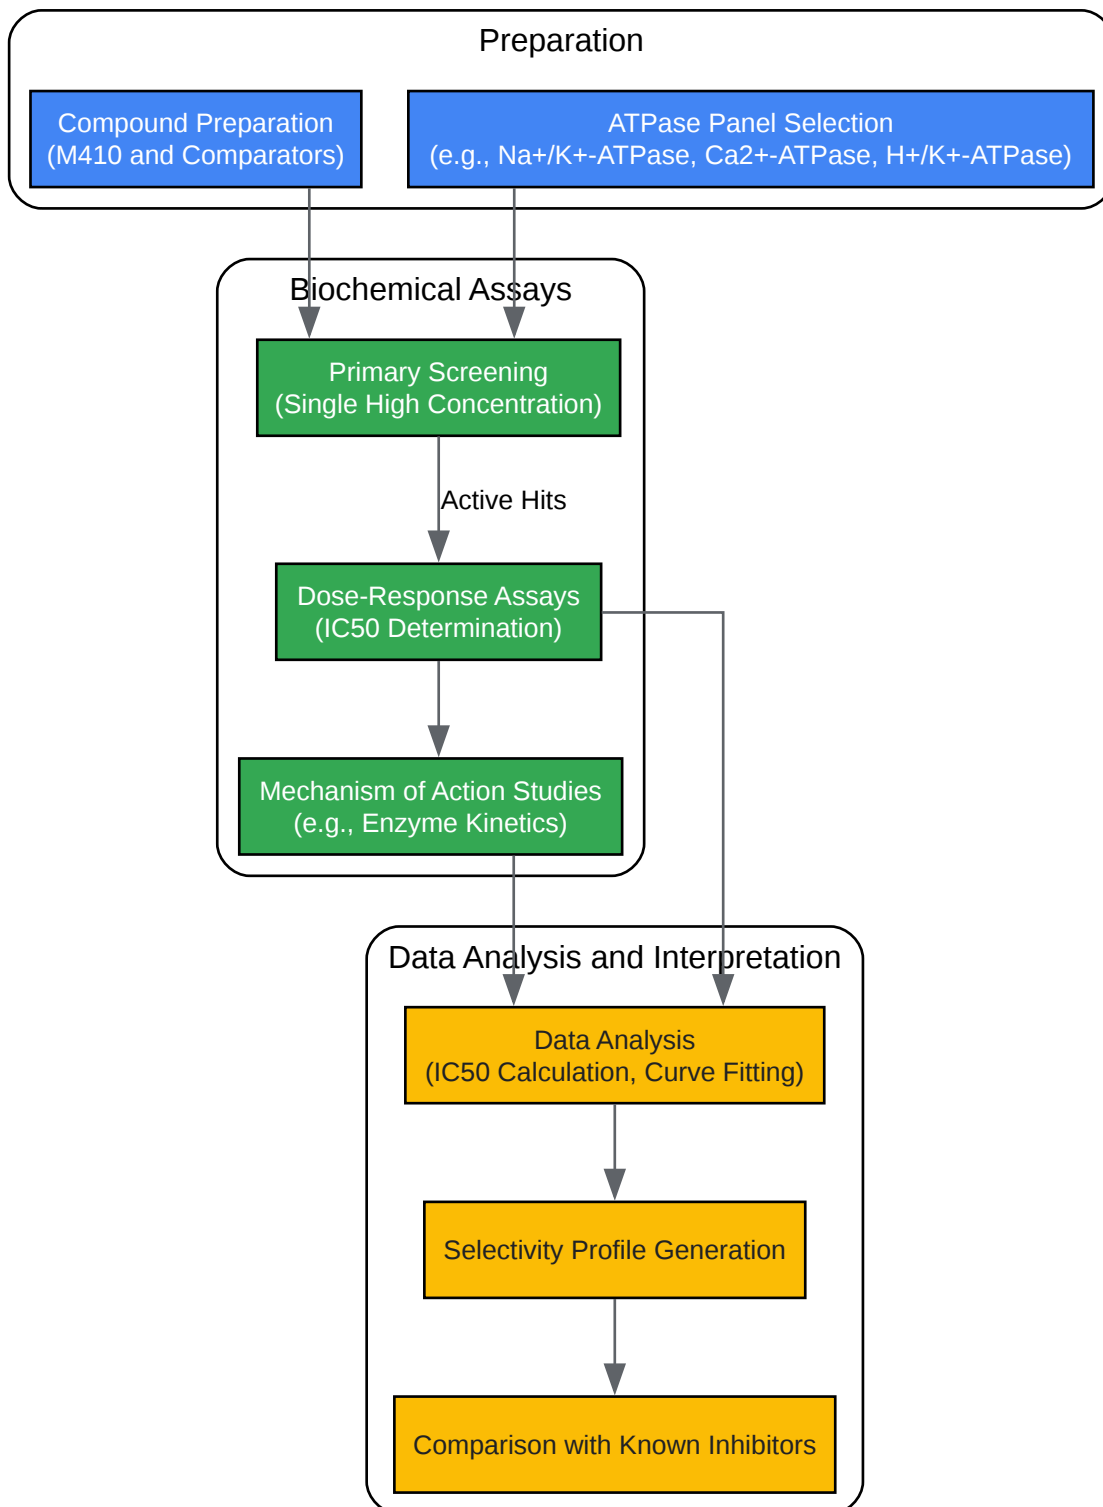 Preparation
Compound Preparation
(M410 and Comparators)
ATPase Panel Selection
(e.g., Na+/K+-ATPase, Ca2+-ATPase, H+/K+-ATPase)
Biochemical Assays
Primary Screening
(Single High Concentration)
Active Hits
Dose-Response Assays
(IC50 Determination)
Mechanism of Action Studies
(e.g., Enzyme Kinetics)
Data Analysis and Interpretation
Data Analysis
(IC50 Calculation, Curve Fitting)
Selectivity Profile Generation
Comparison with Known Inhibitors